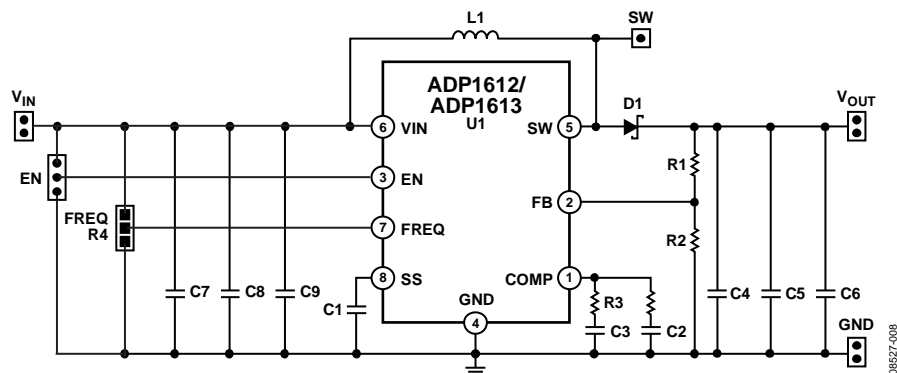 L1
SW
VIN
ADP1612/
ADP1613
U1
D1
VOUT
6
VIN
SW
5
R1
EN
3
EN
FB
2
FREQ
R4
7
FREQ
R2
8
SS
COMP
1
C7
C8
C9
C1
GND
4
R3
C3
C2
C4
C5
C6
GND
08527-008